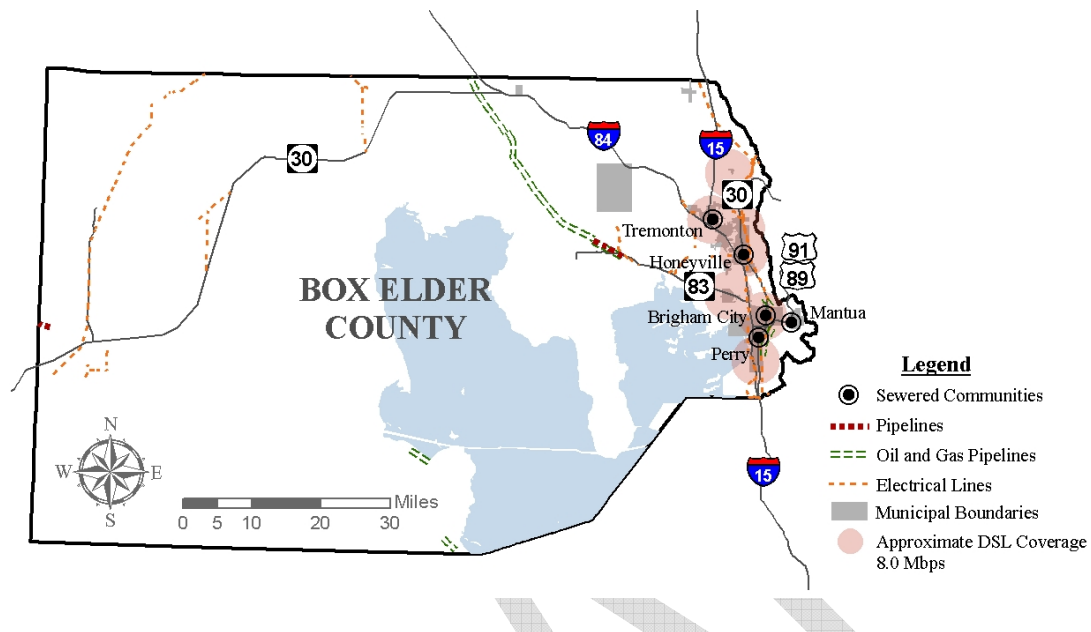 84
15
30
30
Tremonton
91
Honeyville
89
83
BOX ELDER
COUNTY
Brigham City
Mantua
Perry
Legend
Sewered Communities
Pipelines
Oil and Gas Pipelines
Electrical Lines
Municipal Boundaries
Approximate DSL Coverage
8.0 Mbps
N
W E
S
15
Miles
0 5 10 20 30